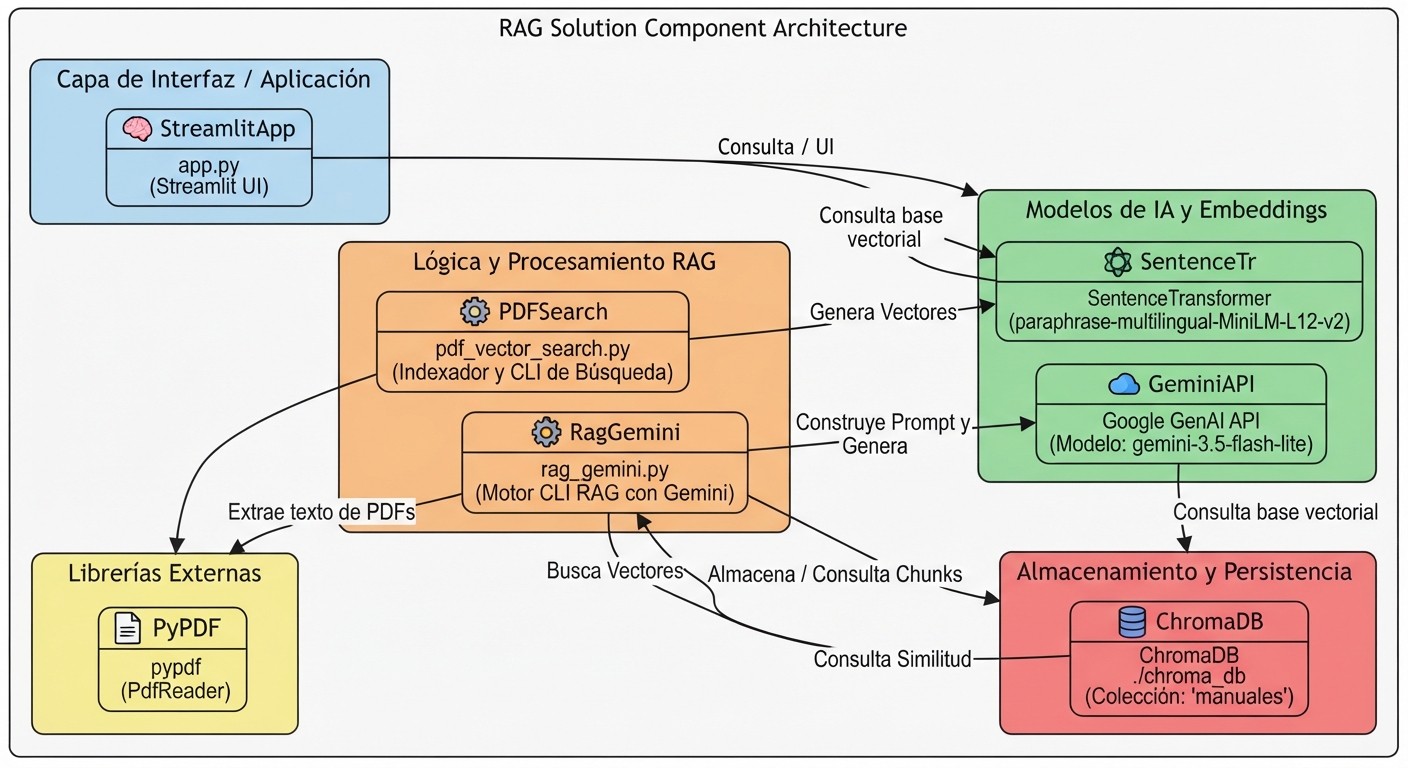 RAG Solution Component Architecture
Capa de Interfaz / Aplicación
StreamlitApp
app.py
(Streamlit UI)
Consulta / UI
Consulta base
vectorial
Modelos de IA y Embeddings
SentenceTr
SentenceTransformer
(paraphrase-multilingual-MiniLM-L12-v2)
GeminiAPI
Google GenAI API
(Modelo: gemini-3.5-flash-lite)
Lógica y Procesamiento RAG
PDFSearch
pdf_vector_search.py
(Indexador y CLI de Búsqueda)
Genera Vectores
RagGemini
rag_gemini.py
(Motor CLI RAG con Gemini)
Construye Prompt y
Genera
Extrae texto de PDFs
Consulta base vectorial
Busca Vectores
Almacena / Consulta Chunks
Consulta Similitud
Librerías Externas
PyPDF
pypdf
(PdfReader)
Almacenamiento y Persistencia
ChromaDB
ChromaDB
./chroma_db
(Colección: 'manuales')